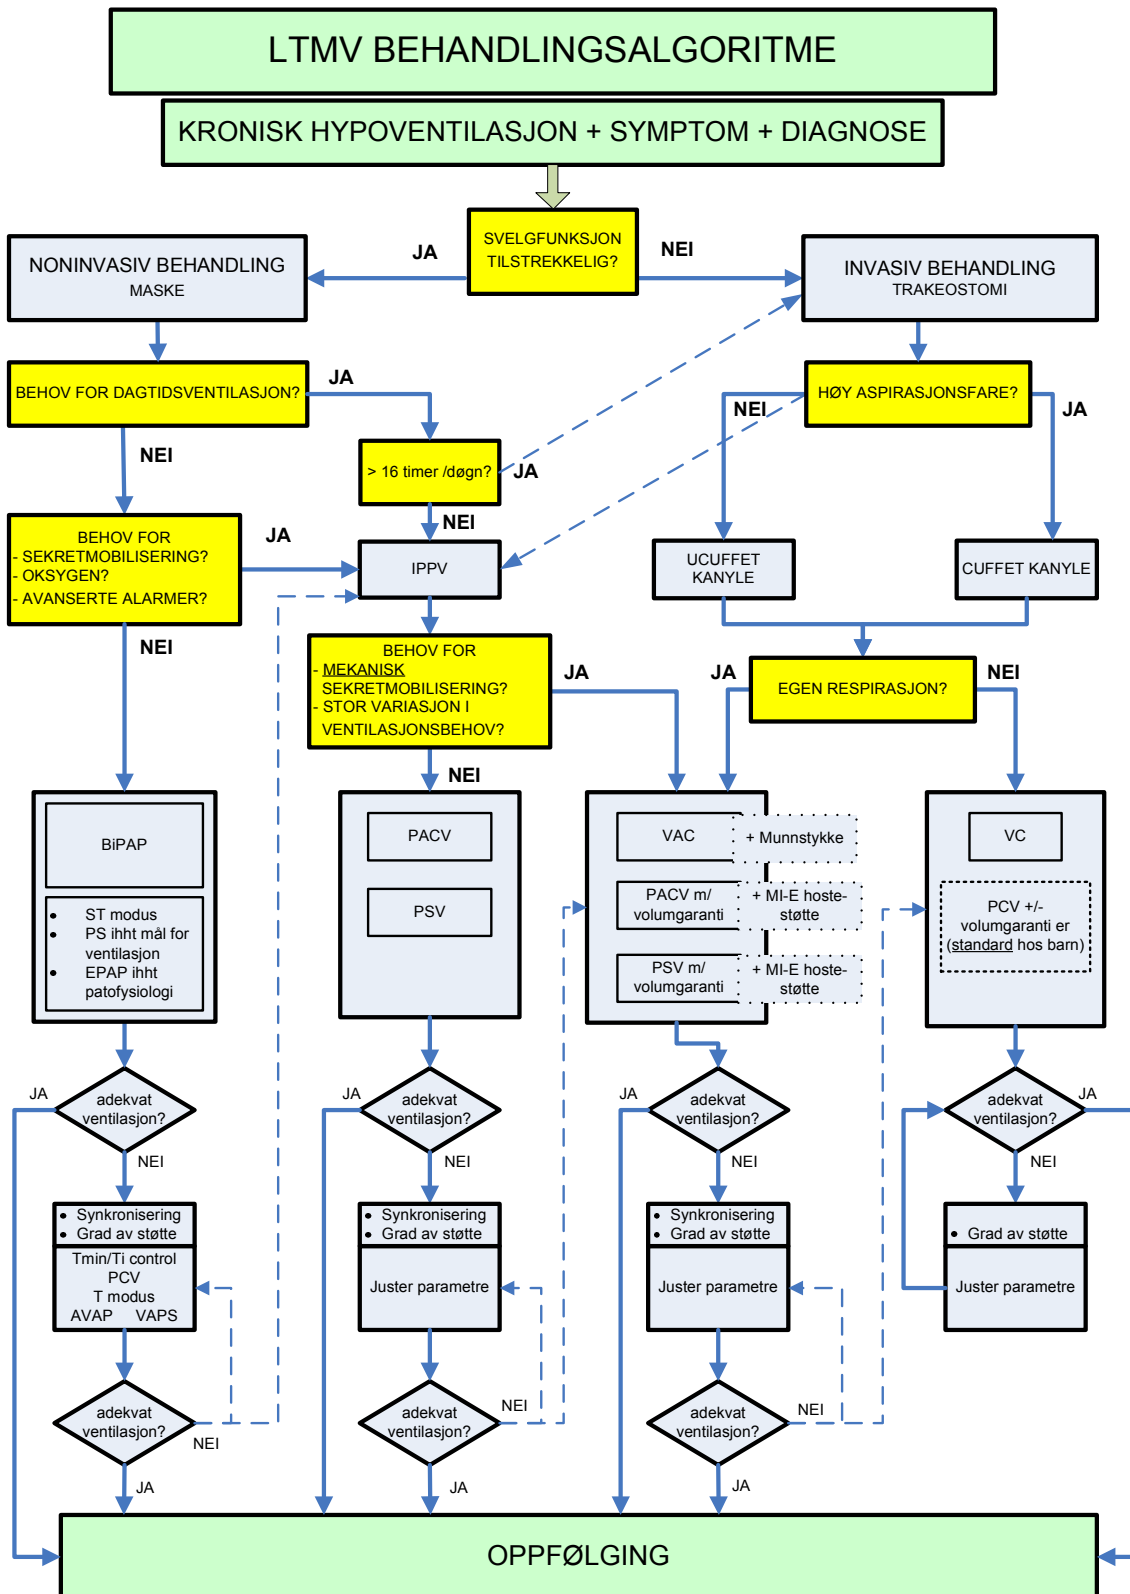 LTMV BEHANDLINGSALGORITME
KRONISK HYPOVENTILASJON + SYMPTOM + DIAGNOSE
SVELGFUNKSJON
TILSTREKKELIG?
JA
NEI
NONINVASIV BEHANDLING
MASKE
INVASIV BEHANDLING
TRAKEOSTOMI
BEHOV FOR DAGTIDSVENTILASJON?
JA
HØY ASPIRASJONSFARE?
NEI
JA
NEI
> 16 timer /døgn?
JA
NEI
BEHOV FOR
- SEKRETMOBILISERING?
- OKSYGEN?
- AVANSERTE ALARMER?
JA
IPPV
UCUFFET
KANYLE
CUFFET KANYLE
NEI
BEHOV FOR
- MEKANISK
SEKRETMOBILISERING?
- STOR VARIASJON I
VENTILASJONSBEHOV?
JA
JA
EGEN RESPIRASJON?
NEI
NEI
BiPAP
• ST modus
• PS ihht mål for
ventilasjon
• EPAP ihht
patofysiologi
PACV
PSV
VAC
+ Munnstykke
PACV m/
volumgaranti
+ MI-E hoste-
støtte
PSV m/
volumgaranti
+ MI-E hoste-
støtte
VC
PCV +/-
volumgaranti er
(standard hos barn)
JA
adekvat
ventilasjon?
NEI
JA
adekvat
ventilasjon?
NEI
JA
adekvat
ventilasjon?
NEI
adekvat
ventilasjon?
JA
NEI
• Synkronisering
• Grad av støtte
Tmin/Ti control
PCV
T modus
AVAP VAPS
• Synkronisering
• Grad av støtte
Juster parametre
• Synkronisering
• Grad av støtte
Juster parametre
• Grad av støtte
Juster parametre
adekvat
ventilasjon?
NEI
JA
adekvat
ventilasjon?
NEI
JA
adekvat
ventilasjon?
NEI
JA
OPPFØLGING